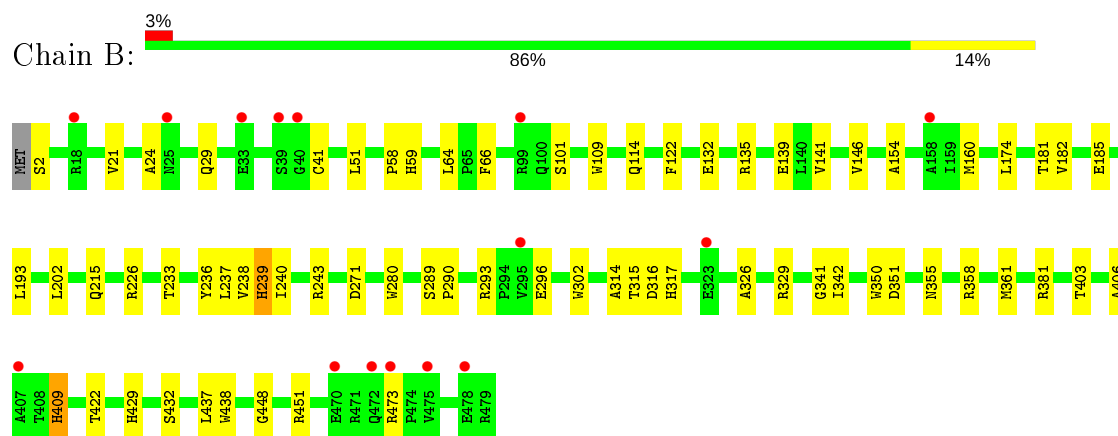 3%
Chain B:
86% 14%
MET S2 R18 V21 A24 N25 Q29 E33 S39 G40 C41 L51 P58 H59 L64 P65 F66 R99 Q100 S101 W109 Q114 F122 E132 R135 E139 L140 V141 V146 A154 A158 I159 M160 L174 T181 V182 E185
L193 L202 Q215 R226 T233 Y236 L237 V238 H239 I240 R243 D271 W280 S289 P290 R293 P294 V295 E296 W302 A314 T315 D316 H317 E323 A326 R329 G341 I342 W350 D351 N355 R358 M361 R381 T403 A406
A407 T408 H409 T422 H429 S432 L437 W438 G448 R451 E470 R471 Q472 R473 P474 V475 E478 R479